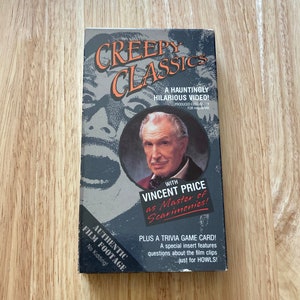 CREEPY
CLASSICS
A HAUNTINGLY
HILARIOUS VIDEO!
WITH
VINCENT PRICE
as Master of
Scarimonies!
PLUS A TRIVIA GAME CARD!
A special insert features
questions about the film clips
just for HOWLS!
AUTHENTIC
FILM FOOTAGE